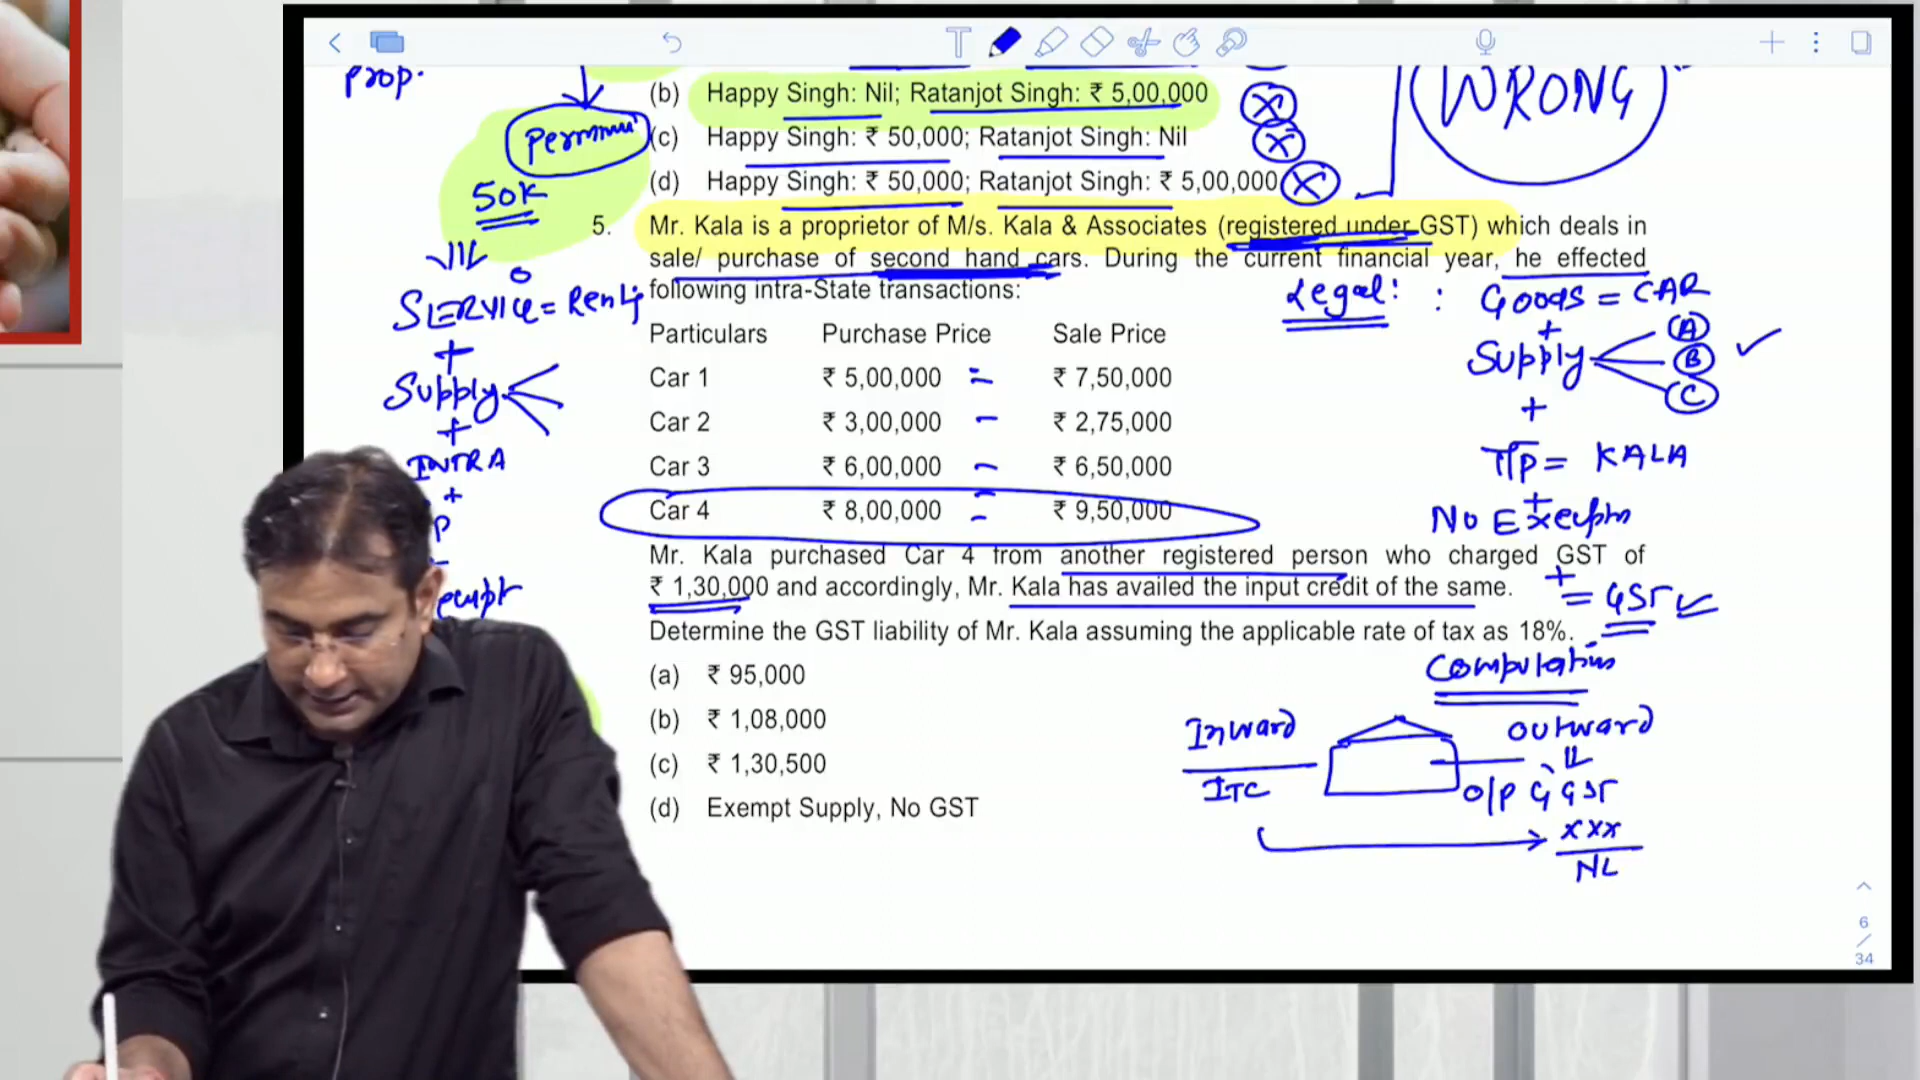 prop.
WRONG
(b) Happy Singh: Nil; Ratanjot Singh: ₹ 5,00,000
(c) Happy Singh: ₹ 50,000; Ratanjot Singh: Nil
(d) Happy Singh: ₹ 50,000; Ratanjot Singh: ₹ 5,00,000
50K
5. Mr. Kala is a proprietor of M/s. Kala & Associates (registered under GST) which deals in
sale/ purchase of second hand cars. During the current financial year, he effected
following intra-State transactions:
Legal: : Goods = CAR
+
Supply
A
B
C
+
T/P = KALA
+
= GST
SERVICE =
+
Supply
+
INTRA
+
P
Particulars Purchase Price Sale Price
Car 1 ₹ 5,00,000 = ₹ 7,50,000
Car 2 ₹ 3,00,000 - ₹ 2,75,000
Car 3 ₹ 6,00,000 - ₹ 6,50,000
Car 4 ₹ 8,00,000 - ₹ 9,50,000
Mr. Kala purchased Car 4 from another registered person who charged GST of
₹ 1,30,000 and accordingly, Mr. Kala has availed the input credit of the same.
Determine the GST liability of Mr. Kala assuming the applicable rate of tax as 18%.
(a) ₹ 95,000
(b) ₹ 1,08,000
(c) ₹ 1,30,500
(d) Exempt Supply, No GST
Inward
ITC
Outward
O/P G GST
xxx
NL
6
/
34